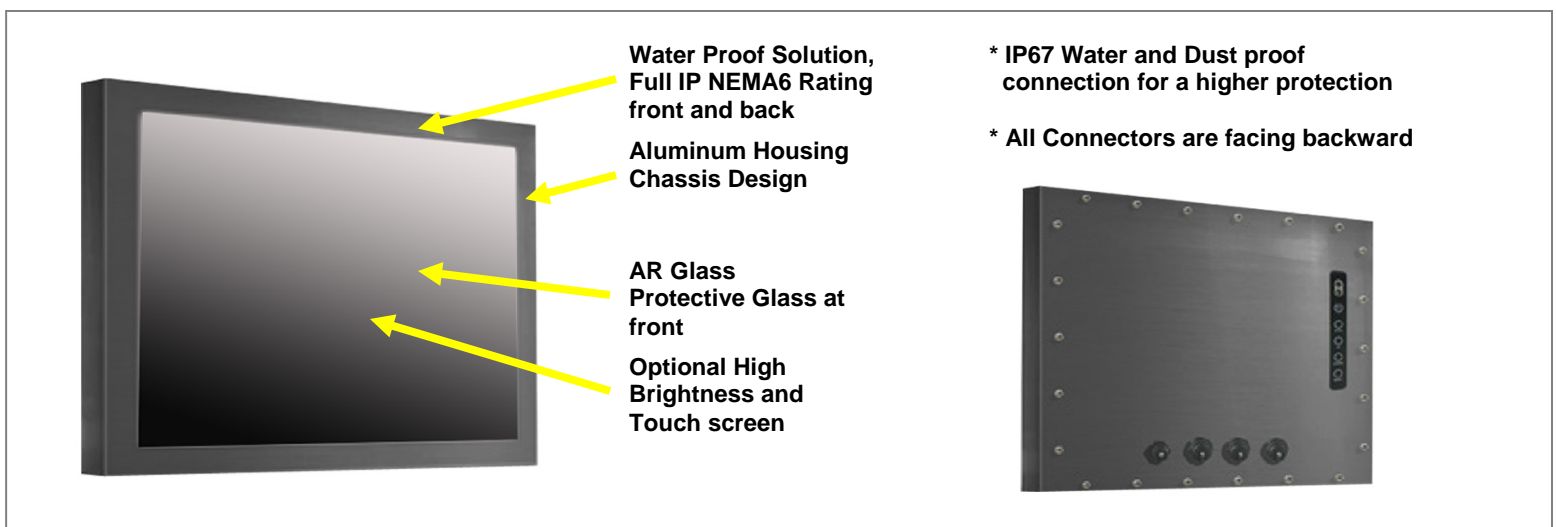 Water Proof Solution,
Full IP NEMA6 Rating
front and back
Aluminum Housing
Chassis Design
AR Glass
Protective Glass at
front
Optional High
Brightness and
Touch screen
* IP67 Water and Dust proof
connection for a higher protection
* All Connectors are facing backward